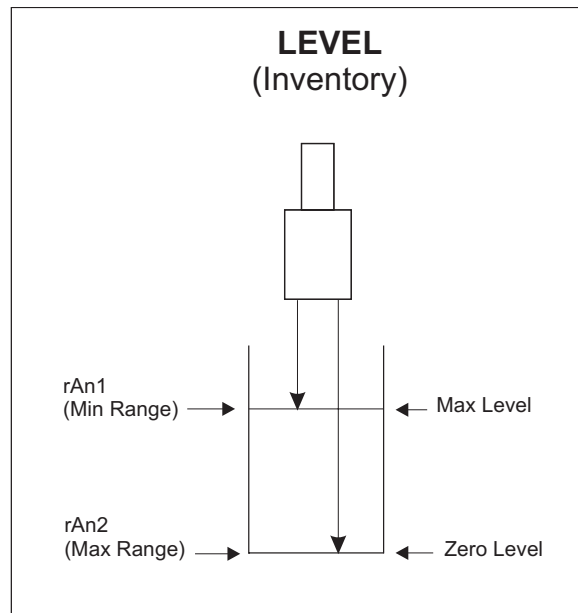 LEVEL
(Inventory)
rAn1
(Min Range)
Max Level
rAn2
(Max Range)
Zero Level